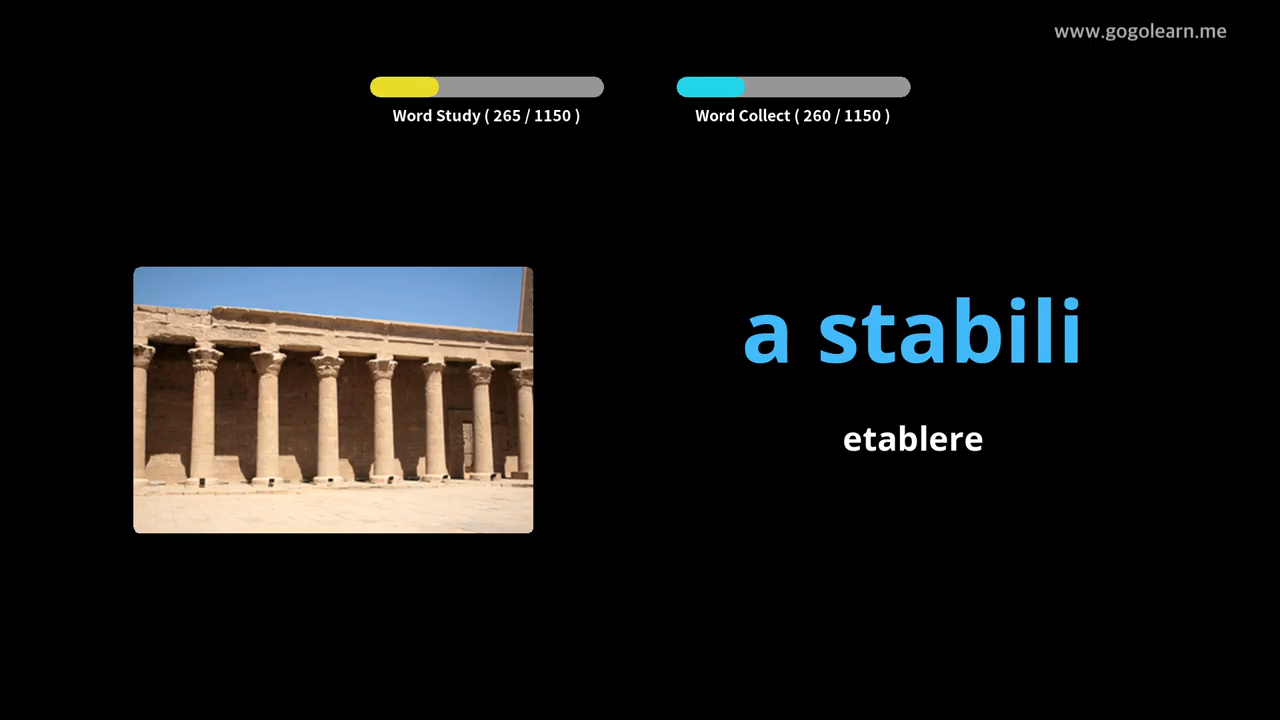 www.gogolearn.me
Word Study ( 265 / 1150 )
Word Collect ( 260 / 1150 )
a stabili
etablere